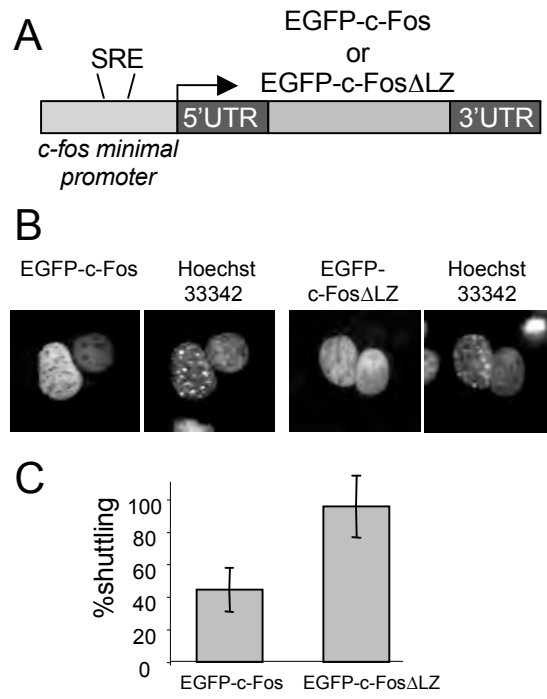 A
EGFP-c-Fos
or
EGFP-c-FosΔLZ
SRE
5'UTR
3'UTR
c-fos minimal
promoter
B
EGFP-c-Fos
Hoechst
33342
EGFP-
c-FosΔLZ
Hoechst
33342
C
%shuttling
100
80
60
40
20
0
EGFP-c-Fos
EGFP-c-FosΔLZ